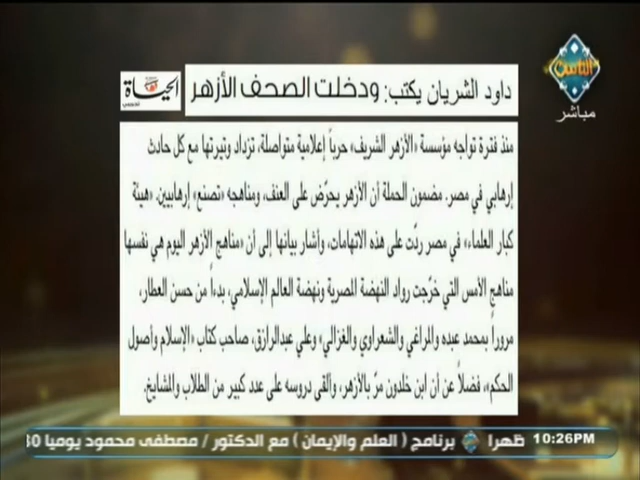 الناس
مباشر
داود الشريان يكتب: ودخلت الصحف الأزهر
الحياة
منذ فترة تواجه مؤسسة «الأزهر الشريف» حرباً إعلامية متواصلة، تزداد وتيرتها مع كل حادث
إرهابي في مصر. مضمون الحملة أن الأزهر يحرّض على العنف، ومناهجه «تصنع» إرهابيين. «هيئة
كبار العلماء» في مصر ردّت على هذه الاتهامات، وأشار بيانها إلى أن «مناهج الأزهر اليوم هي نفسها
مناهج الأمس التي خرّجت رواد النهضة المصرية ونهضة العالم الإسلامي، بدءاً من حسن العطار،
مروراً بمحمد عبده والمراغي والشعراوي والغزالي» وعلي عبدالرازق، صاحب كتاب «الإسلام وأصول
الحكم»، فضلاً عن ان ابن خلدون مرّ بالأزهر، وألقى دروسه على عدد كبير من الطلاب والمشايخ.
ظهرا برنامج ( العلم والإيمان ) مع الدكتور / مصطفى محمود يوميا 30
10:26PM